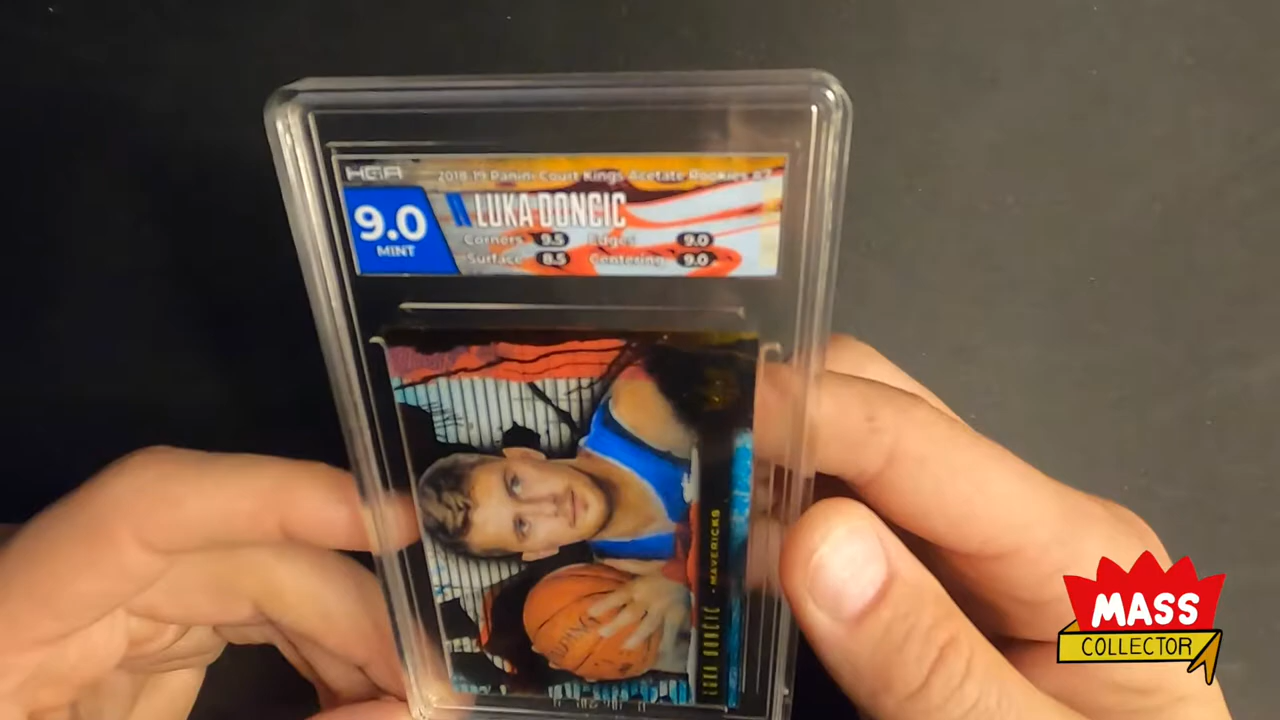 HGA
2018-19 Panini Court Kings Acetate Rookies #2
9.0
MINT
LUKA DONCIC
Corners 9.5 Edges 9.0
Surface 8.5 Centering 9.0
LUKA DONCIC • MAVERICKS
MASS
COLLECTOR